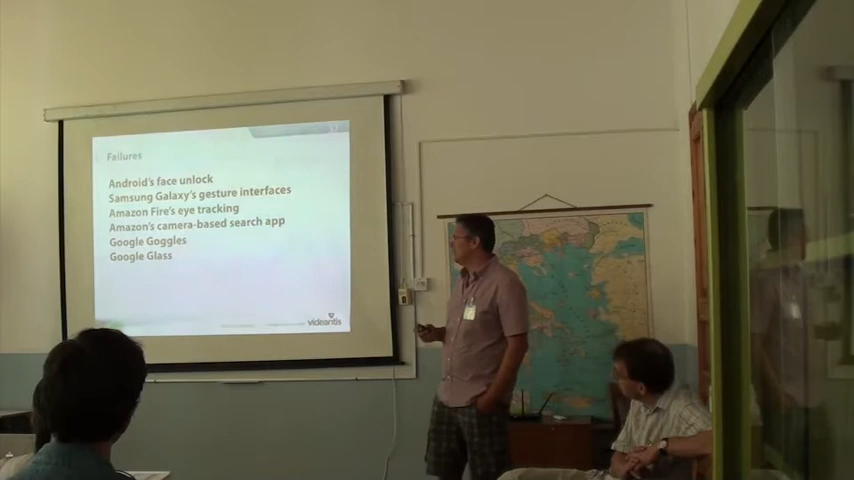 Failures
Android's face unlock
Samsung Galaxy's gesture interfaces
Amazon Fire's eye tracking
Amazon's camera-based search app
Google Goggles
Google Glass
videantis